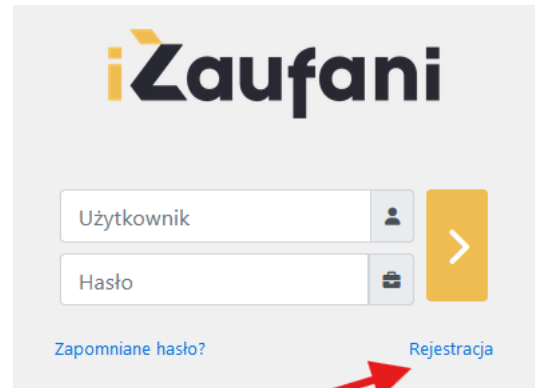 iZaufani
Użytkownik
Hasło
Zapomniane hasło? Rejestracja